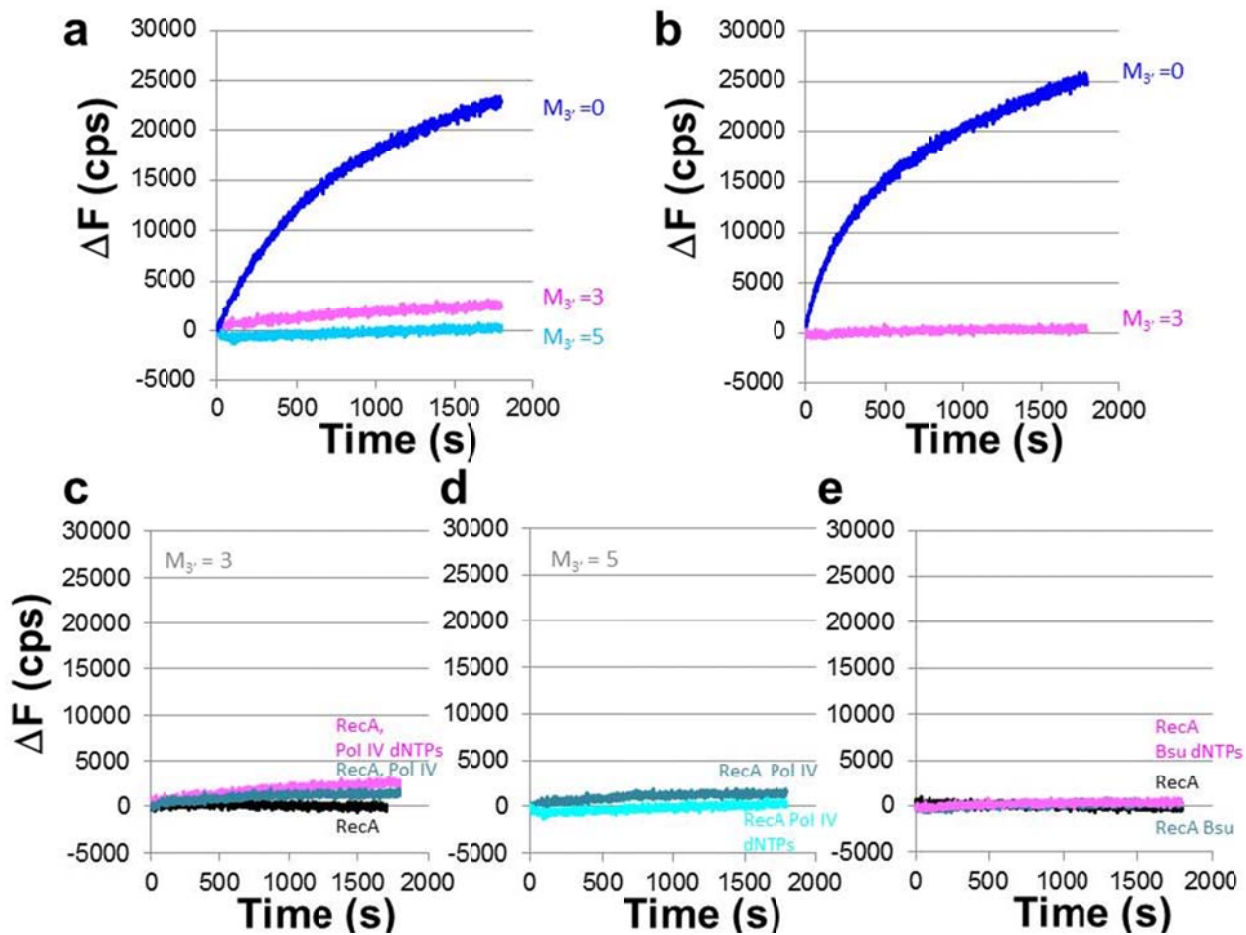 a
30000
25000
20000
15000
10000
5000
0
-5000
ΔF (cps)
0 500 1000 1500 2000
Time (s)
M3' =0
M3' =3
M3' =5
b
30000
25000
20000
15000
10000
5000
0
-5000
ΔF (cps)
0 500 1000 1500 2000
Time (s)
M3' =0
M3' =3
c
30000
25000
20000
15000
10000
5000
0
-5000
ΔF (cps)
M3' = 3
RecA,
Pol IV dNTPs
RecA, Pol IV
RecA
0 500 1000 1500 2000
Time (s)
d
30000
25000
20000
15000
10000
5000
0
-5000
M3' = 5
RecA Pol IV
RecA Pol IV
dNTPs
0 500 1000 1500 2000
Time (s)
e
30000
25000
20000
15000
10000
5000
0
-5000
RecA
Bsu dNTPs
RecA
RecA Bsu
0 500 1000 1500 2000
Time (s)